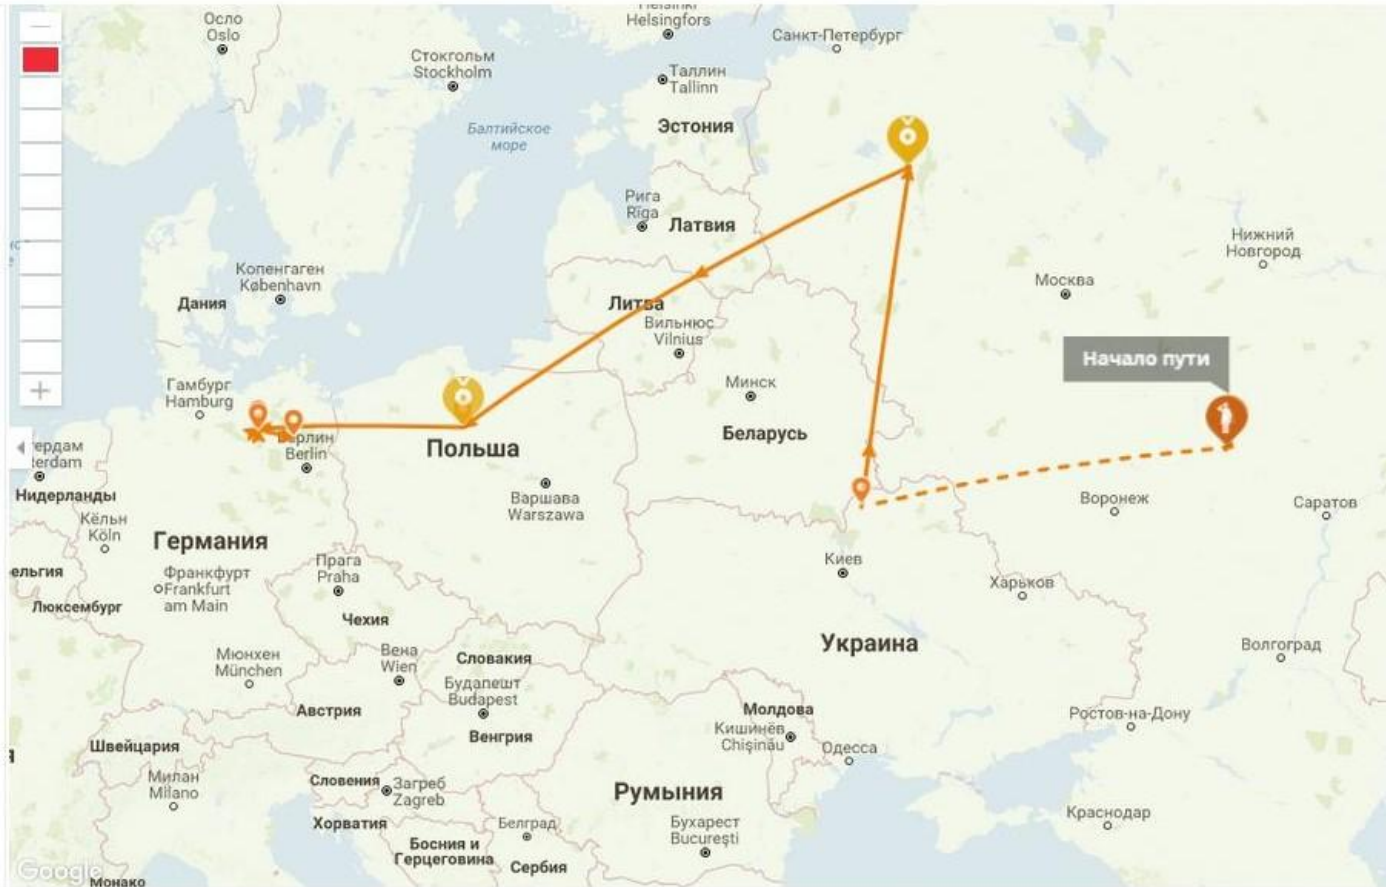 Осло
Oslo
Helsingfors
Санкт-Петербург
Стокгольм
Stockholm
Таллин
Tallinn
Балтийское
море
Эстония
Рига
Rīga
Латвия
Нижний
Новгород
Копенгаген
København
Дания
Москва
Литва
Вильнюс
Vilnius
Начало пути
Гамбург
Hamburg
Минск
Беларусь
Польша
Berlin
Нидерланды
Варшава
Warszawa
Воронеж
Саратов
Кёльн
Köln
Германия
Франкфурт
Frankfurt
am Main
Прага
Praha
Киев
Харьков
Люксембург
Чехия
Украина
Мюнхен
München
Вена
Wien
Словакия
Волгоград
Будапешт
Budapest
Австрия
Молдова
Ростов-на-Дону
Венгрия
Кишинёв
Chișinău
Одесса
Швейцария
Милан
Milano
Словения
Загреб
Zagreb
Румыния
Хорватия
Белград
Бухарест
București
Краснодар
Босния и
Герцеговина
Сербия
Google
Монако